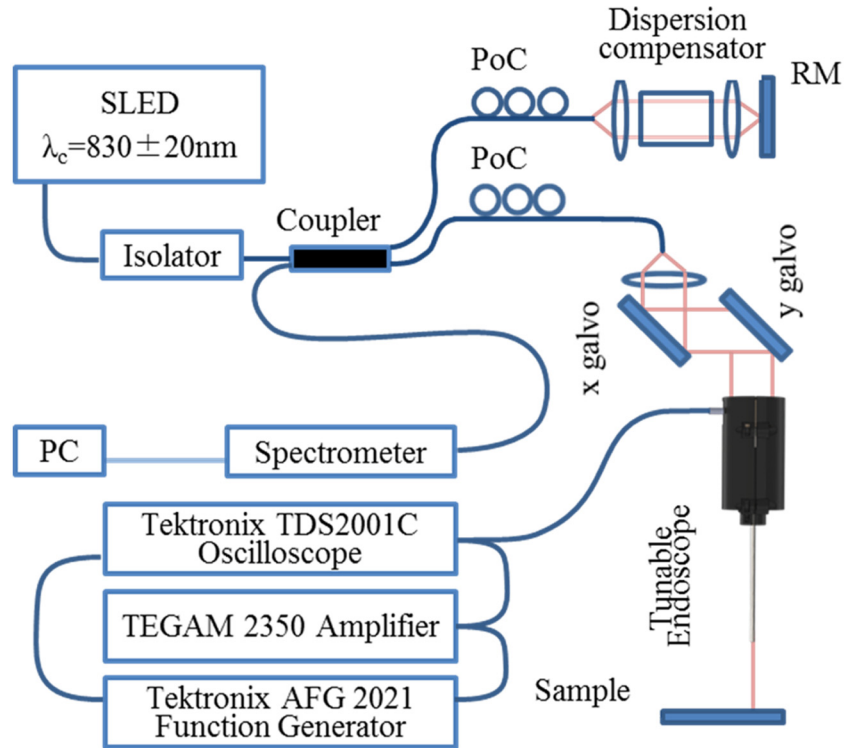 Dispersion
compensator
RM
PoC
SLED
λc=830±20nm
PoC
Coupler
Isolator
x galvo
y galvo
PC
Spectrometer
Tektronix TDS2001C
Oscilloscope
TEGAM 2350 Amplifier
Tektronix AFG 2021
Function Generator
Tunable
Endoscope
Sample